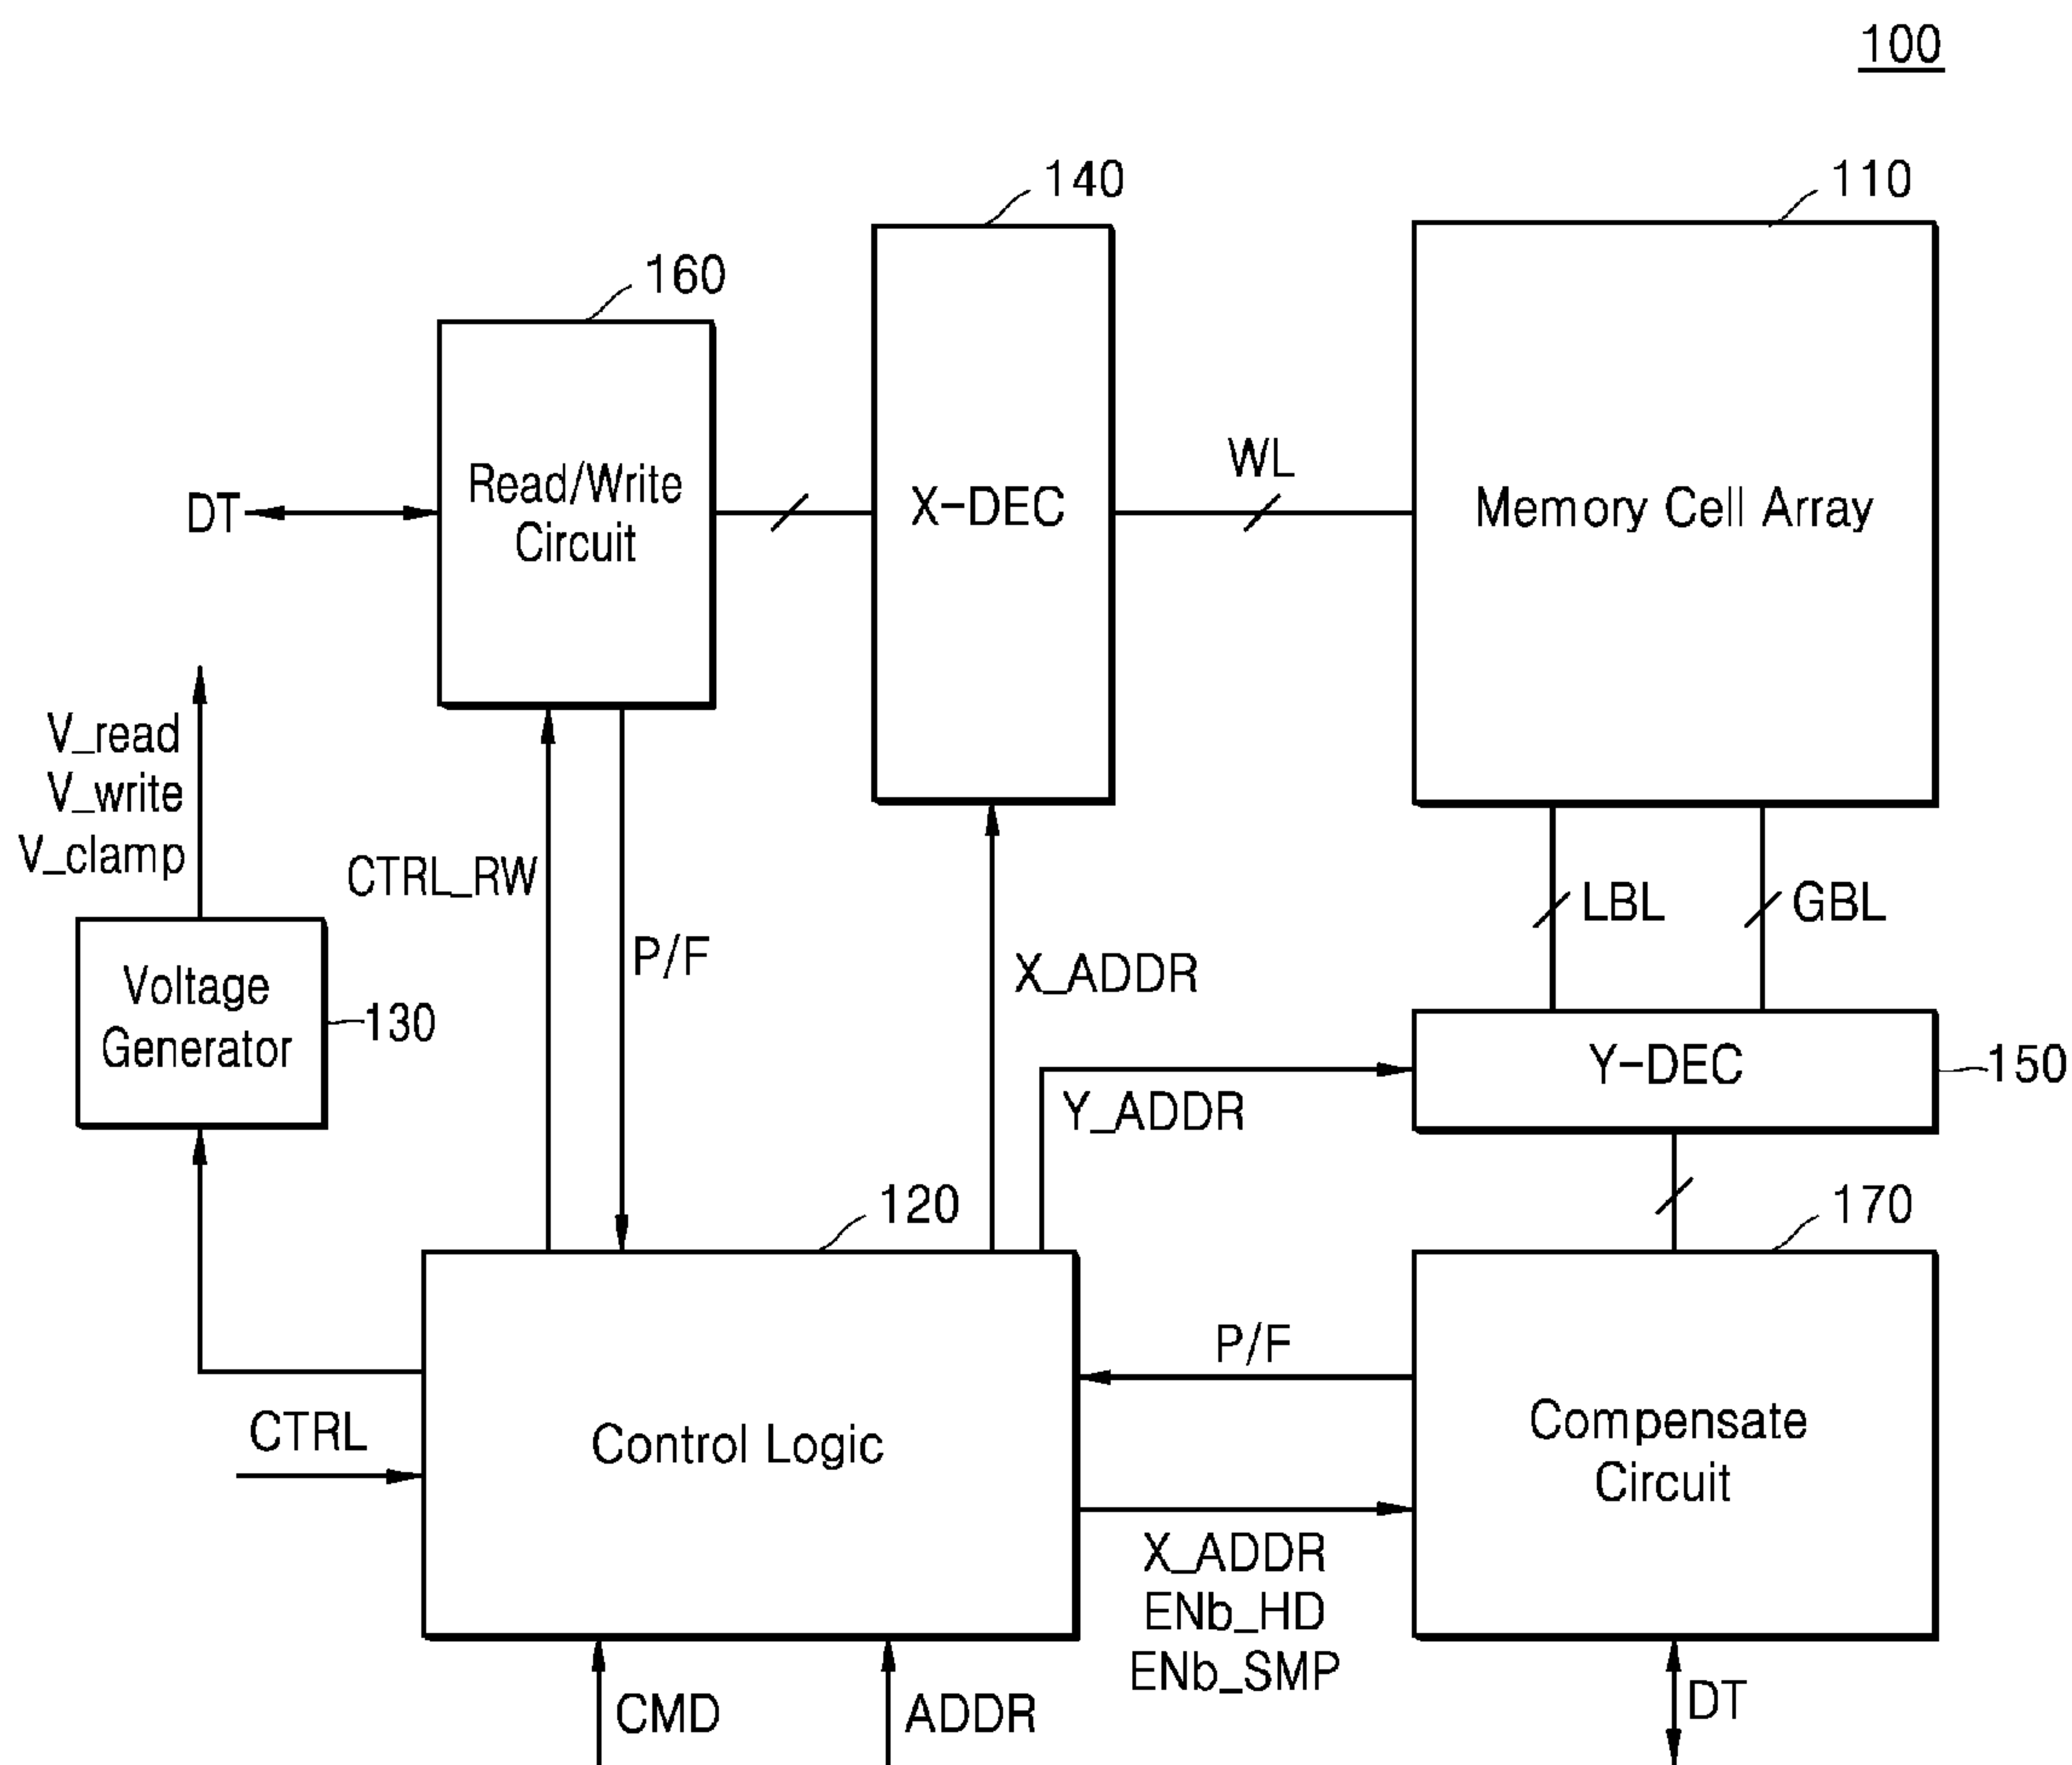 100
140
110
160
WL
Read/Write
Circuit
DT
X-DEC
Memory Cell Array
V_read
V_write
V_clamp
CTRL_RW
P/F
X_ADDR
LBL
GBL
Voltage
Generator
130
Y_ADDR
Y-DEC
150
120
170
P/F
CTRL
Control Logic
Compensate
Circuit
X_ADDR
ENb_HD
ENb_SMP
CMD
ADDR
DT